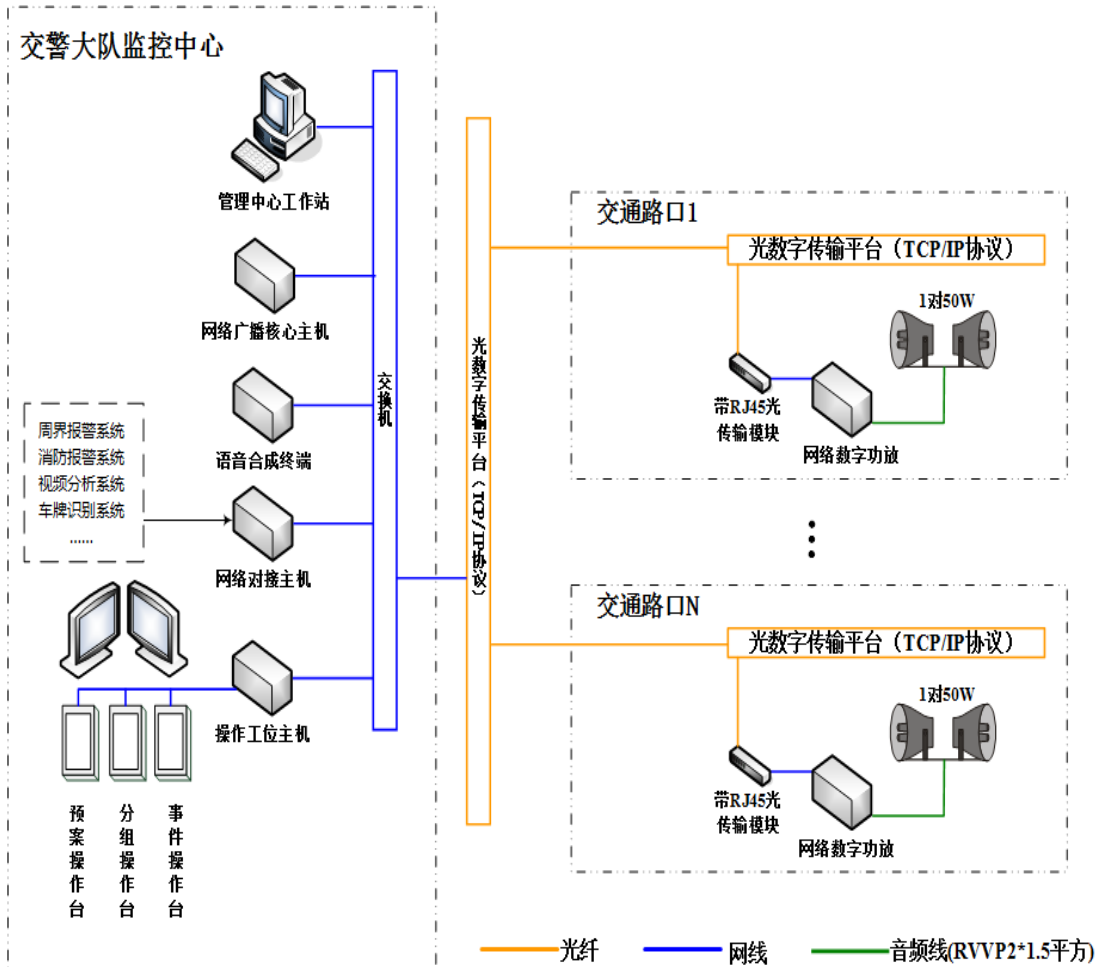 交警大队监控中心
管理中心工作站
网络广播核心主机
语音合成终端
周界报警系统
消防报警系统
视频分析系统
车牌识别系统
......
网络对接主机
操作工位主机
预案操作台
分组操作台
事件操作台
交换机
光数字传输平台（TCP/IP协议）
交通路口1
光数字传输平台（TCP/IP协议）
1对50W
带RJ45光
传输模块
网络数字功放
交通路口N
光数字传输平台（TCP/IP协议）
1对50W
带RJ45光
传输模块
网络数字功放
光纤
网线
音频线(RVVP2*1.5平方)